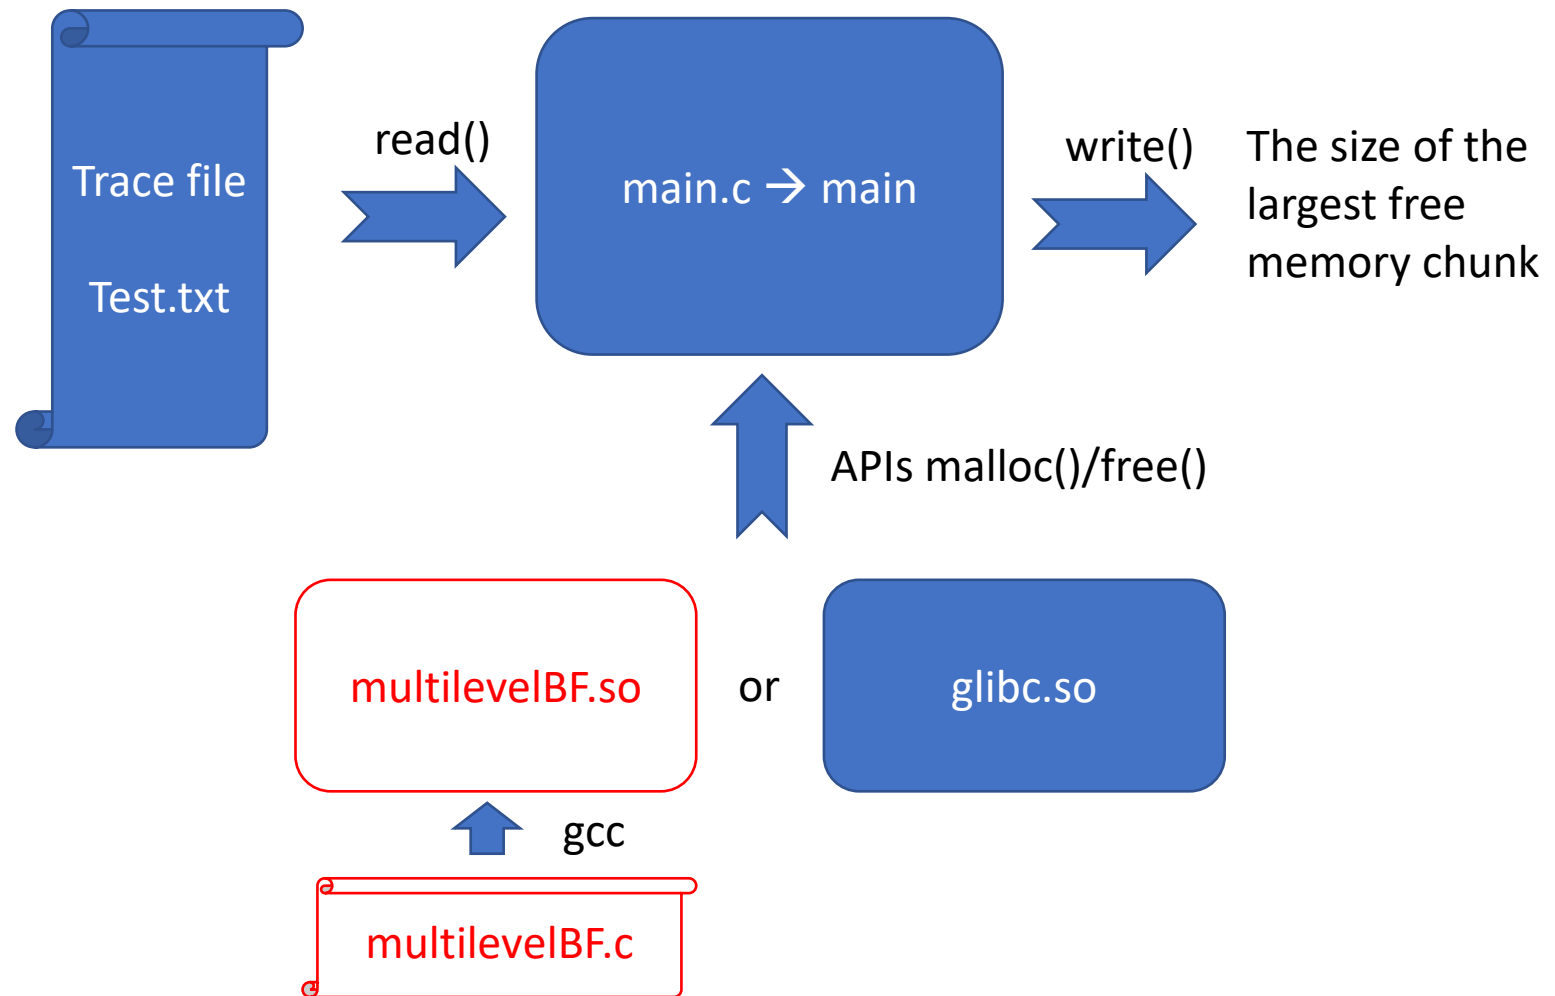 Trace file
Test.txt
read()
main.c → main
write()
The size of the
largest free
memory chunk
APIs malloc()/free()
multilevelBF.so
or
glibc.so
gcc
multilevelBF.c